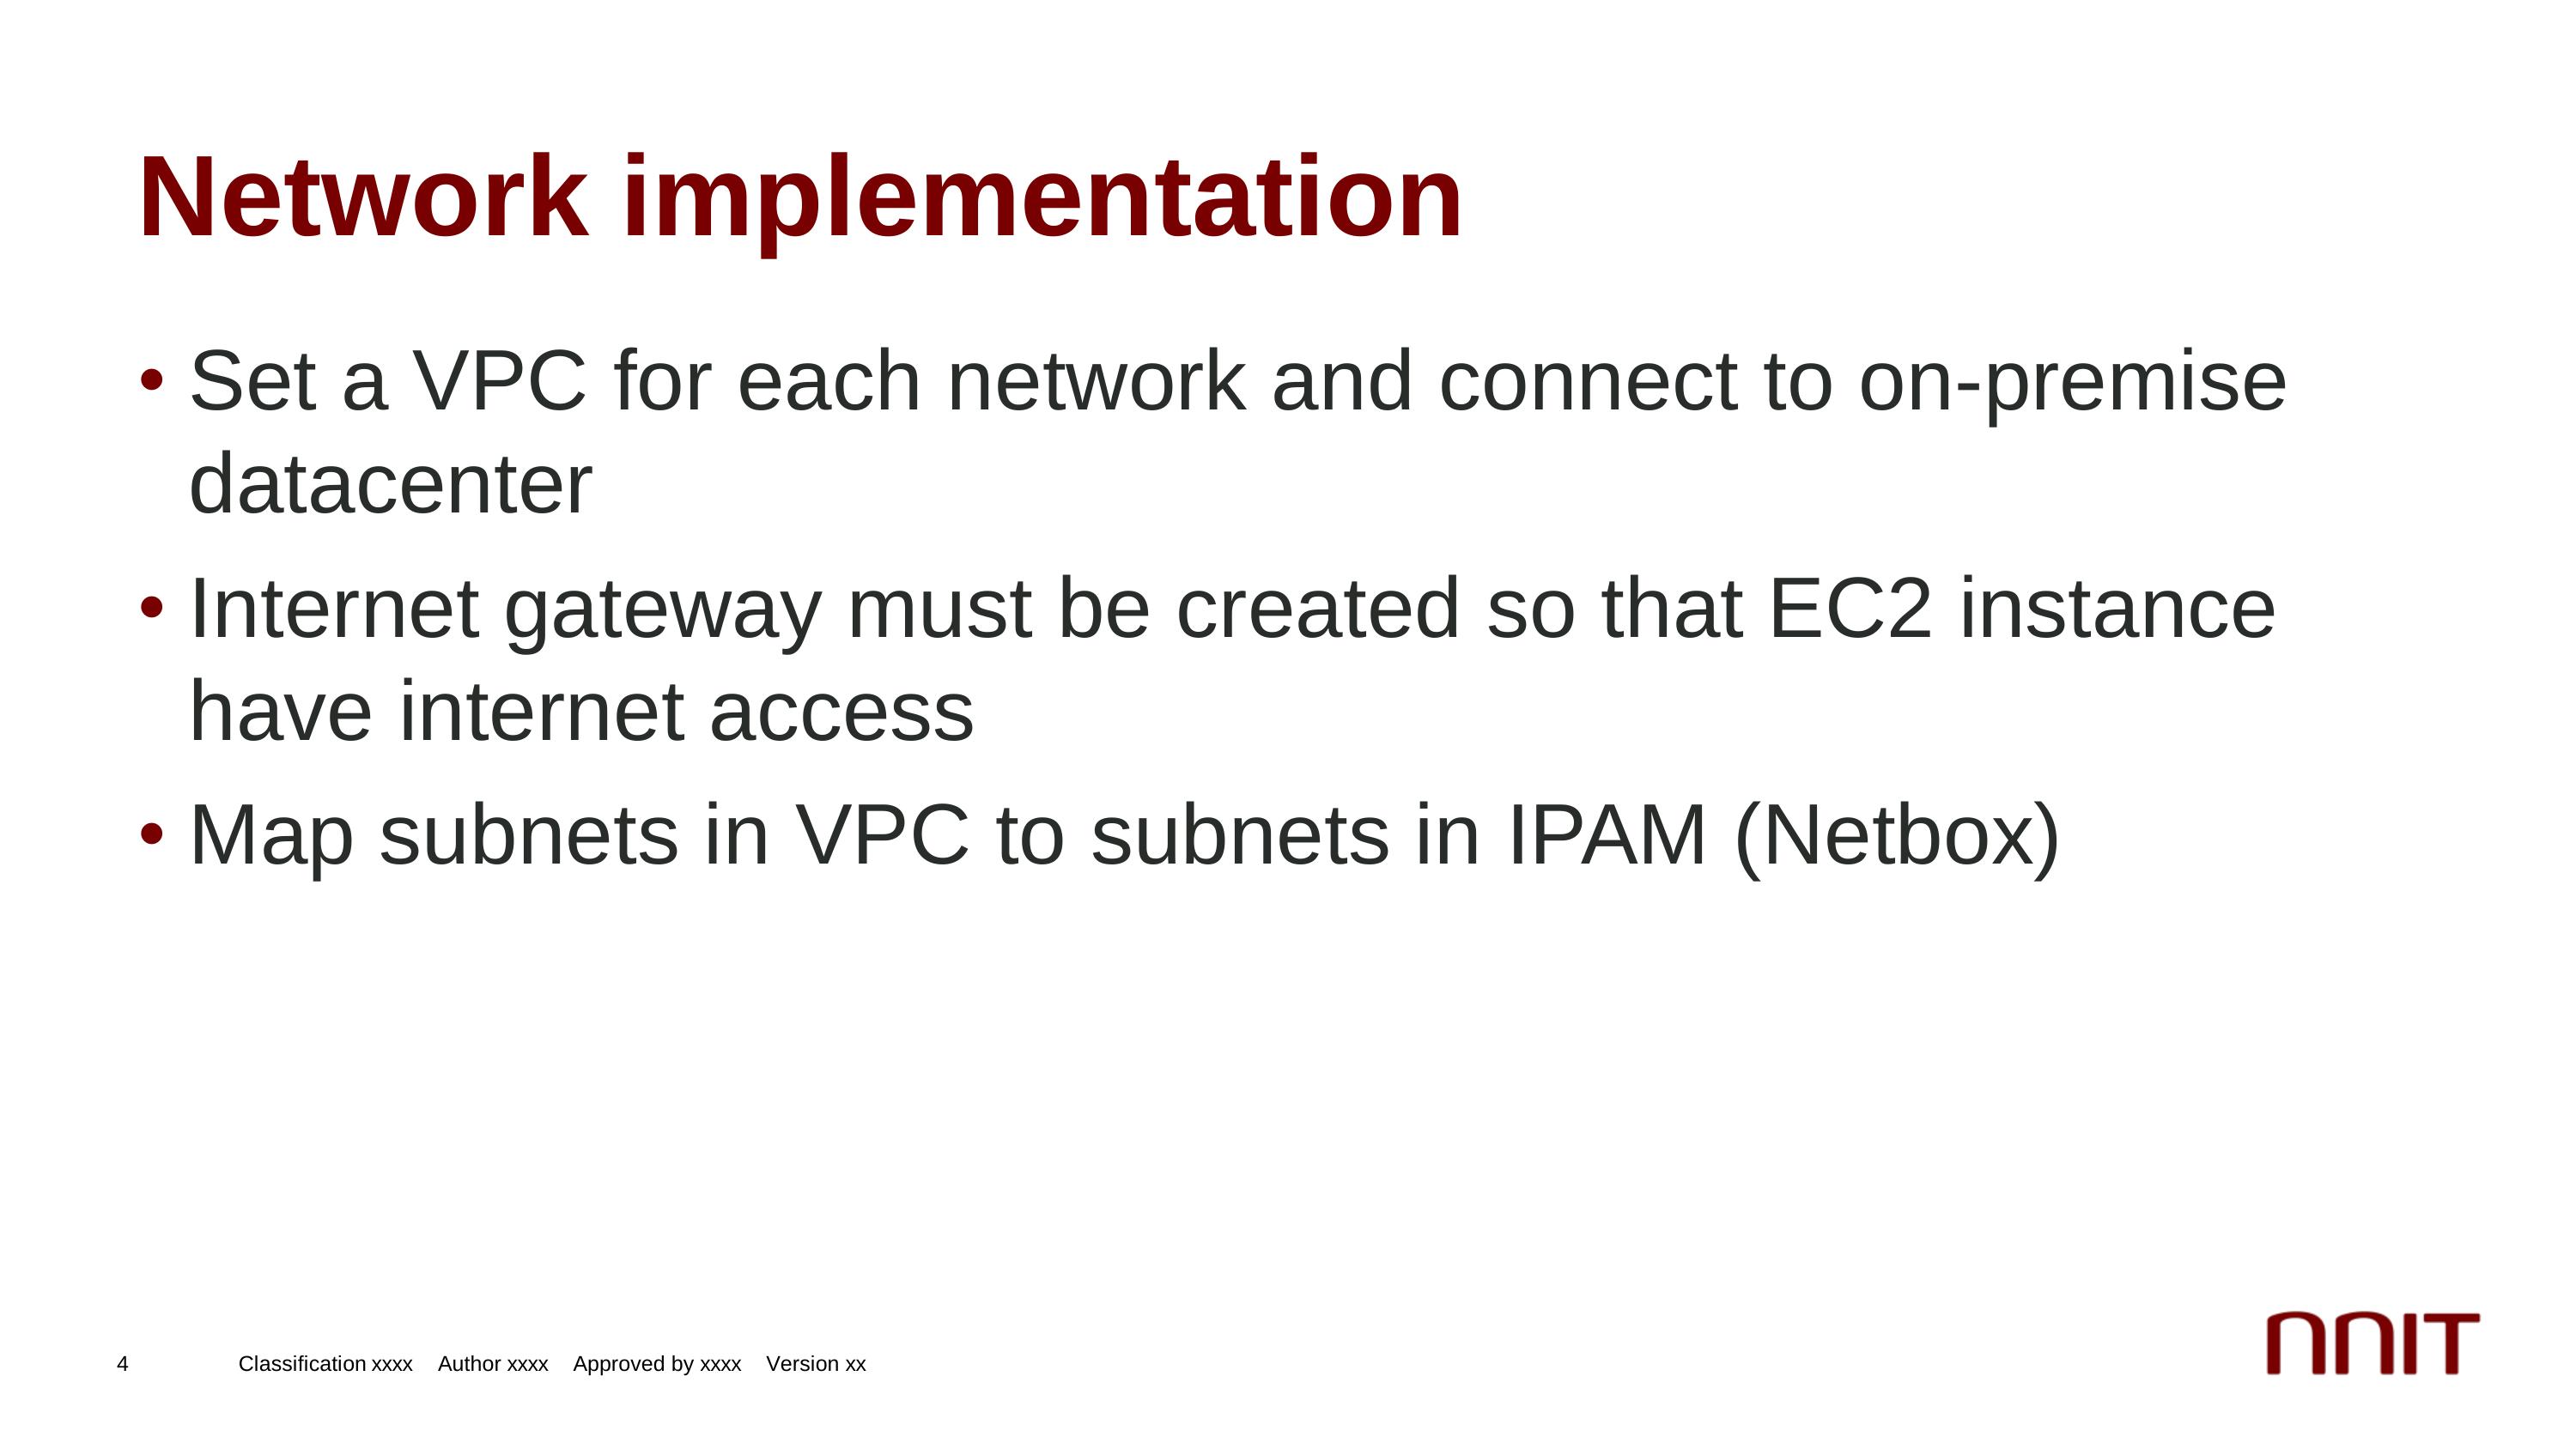 Network implementation
• Set a VPC for each network and connect to on-premise
datacenter
• Internet gateway must be created so that EC2 instance
have internet access
• Map subnets in VPC to subnets in IPAM (Netbox)
4 Classification xxxx Author xxxx Approved by xxxx Version xx
nnit